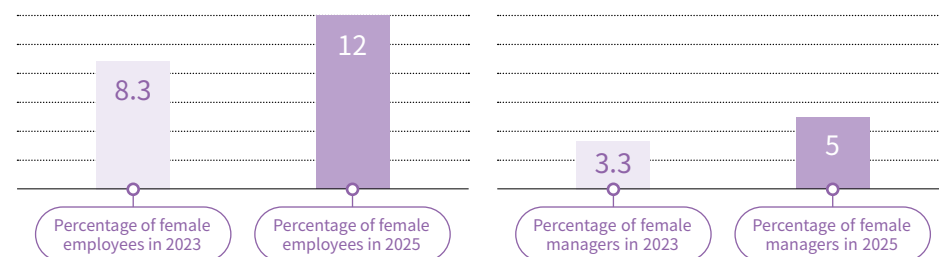 8.3
12
3.3
5
Percentage of female
employees in 2023
Percentage of female
employees in 2025
Percentage of female
managers in 2023
Percentage of female
managers in 2025